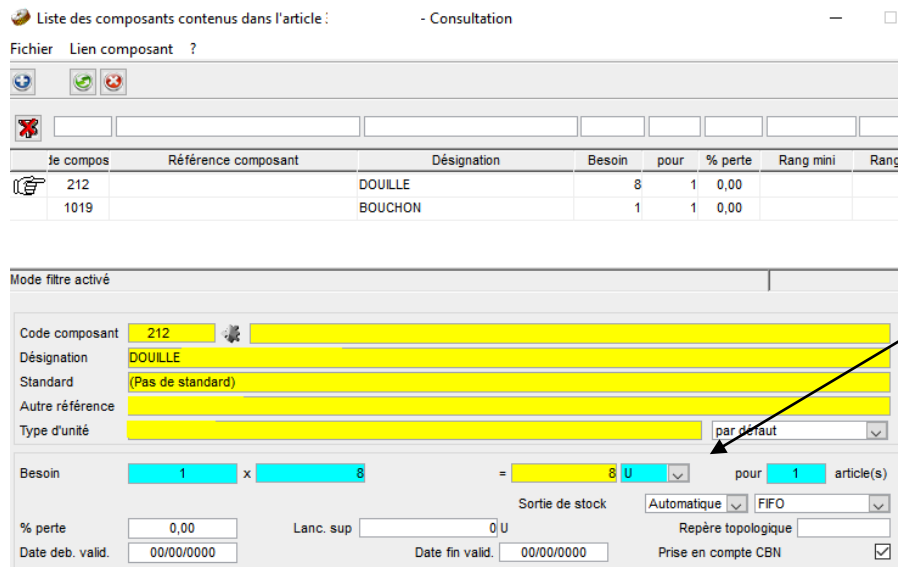 Liste des composants contenus dans l'article - Consultation
Fichier Lien composant ?
de compos Référence composant Désignation Besoin pour % perte Rang mini Rang
212 DOUILLE 8 1 0,00
1019 BOUCHON 1 1 0,00
Mode filtre activé
Code composant 212
Désignation DOUILLE
Standard (Pas de standard)
Autre référence
Type d'unité par défaut
Besoin 1 x 8 = 8 U pour 1 article(s)
Sortie de stock Automatique FIFO
% perte 0,00 Lanc. sup 0 U Repère topologique
Date deb. valid. 00/00/0000 Date fin valid. 00/00/0000 Prise en compte CBN